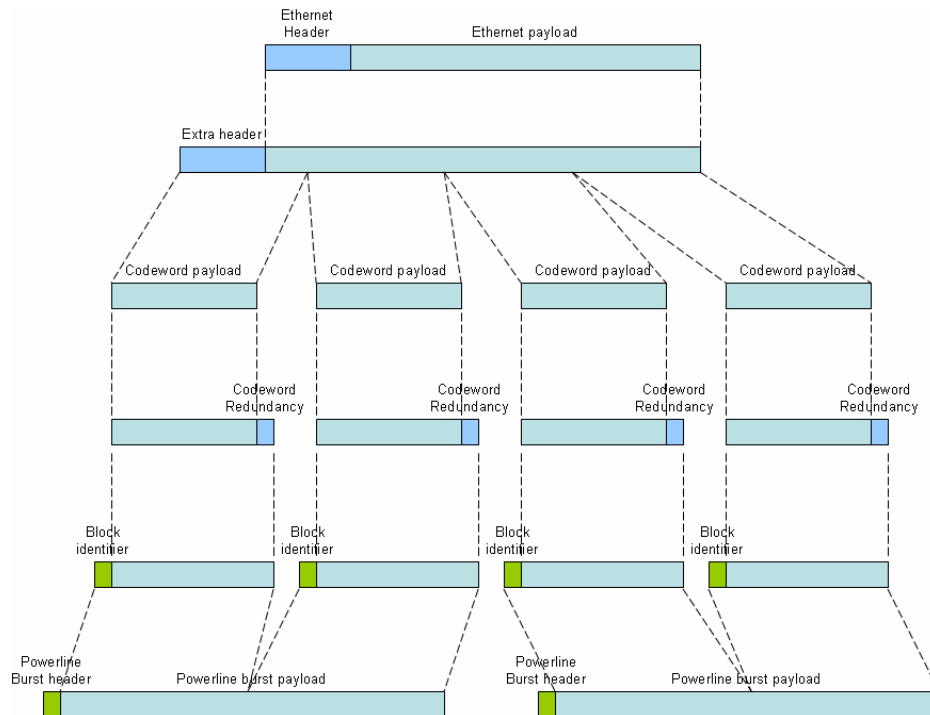 Ethernet
Header
Ethernet payload
Extra header
Codeword payload
Codeword payload
Codeword payload
Codeword payload
Codeword
Redundancy
Codeword
Redundancy
Codeword
Redundancy
Codeword
Redundancy
Block
identifier
Block
identifier
Block
identifier
Block
identifier
Powerline
Burst header
Powerline burst payload
Powerline
Burst header
Powerline burst payload